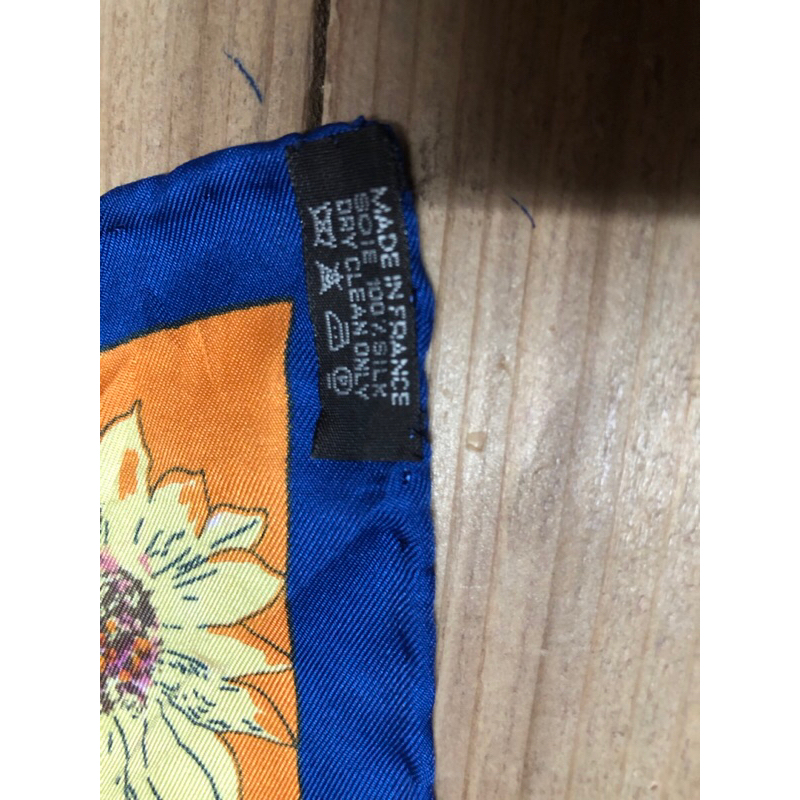 MADE IN FRANCE
SOIE 100/SILK
DRY CLEAN ONLY